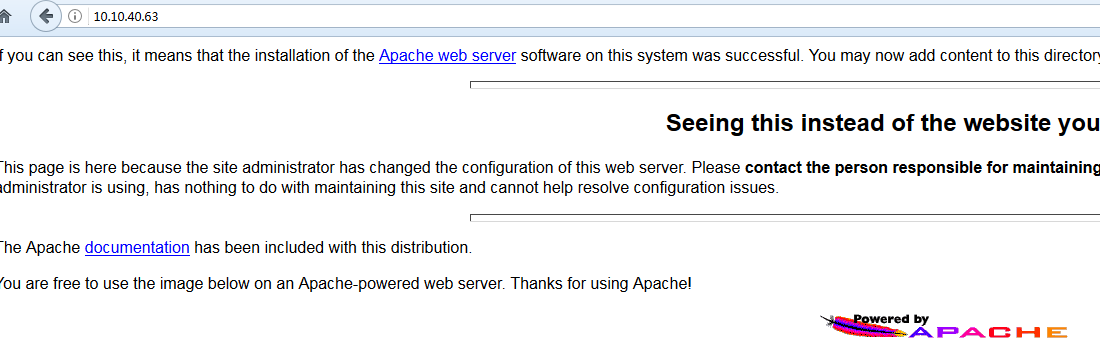 10.10.40.63
If you can see this, it means that the installation of the Apache web server software on this system was successful. You may now add content to this directory
Seeing this instead of the website you
This page is here because the site administrator has changed the configuration of this web server. Please contact the person responsible for maintaining
administrator is using, has nothing to do with maintaining this site and cannot help resolve configuration issues.
The Apache documentation has been included with this distribution.
You are free to use the image below on an Apache-powered web server. Thanks for using Apache!
Powered by
APACHE